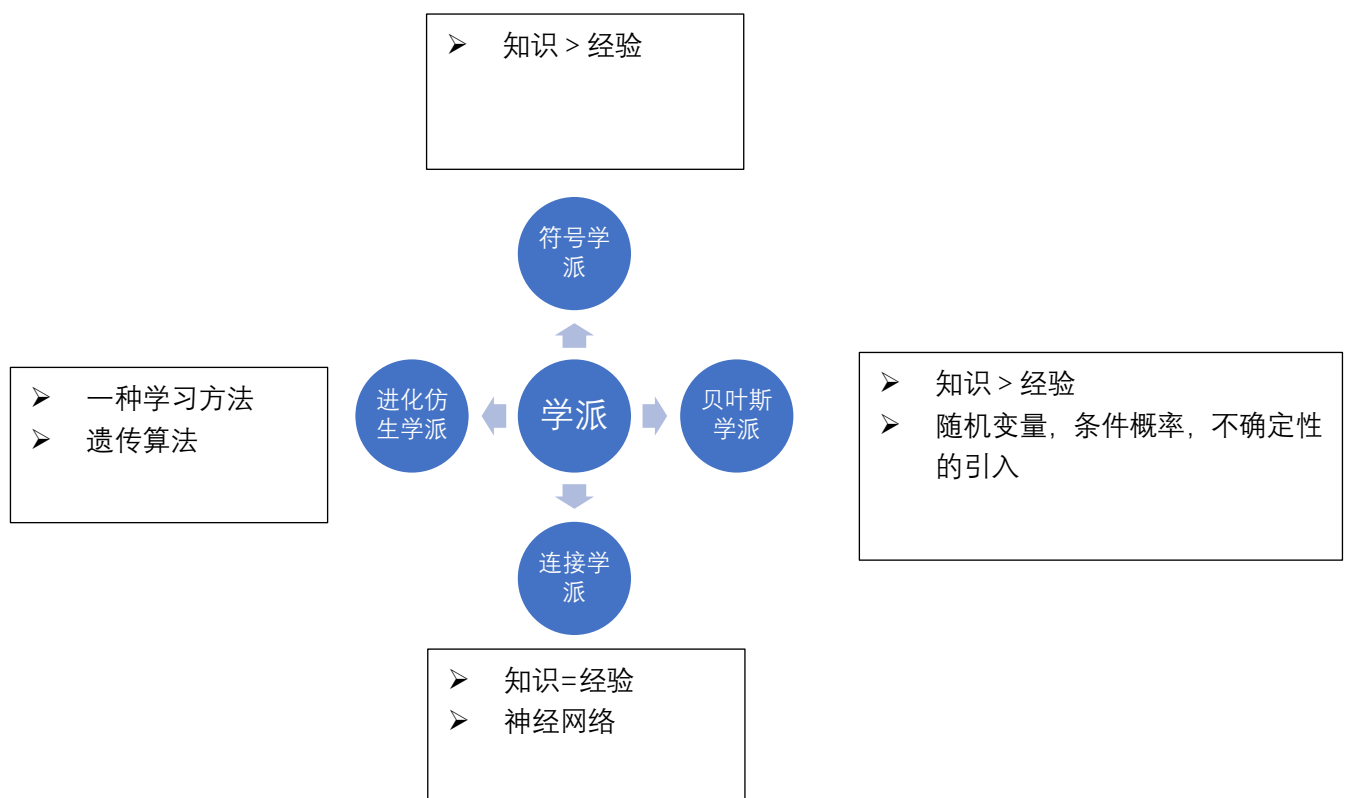 ➢ 知识 > 经验
符号学
派
➢ 一种学习方法
➢ 遗传算法
进化仿
生学派
学派
贝叶斯
学派
➢ 知识 > 经验
➢ 随机变量，条件概率，不确定性
的引入
连接学
派
➢ 知识=经验
➢ 神经网络